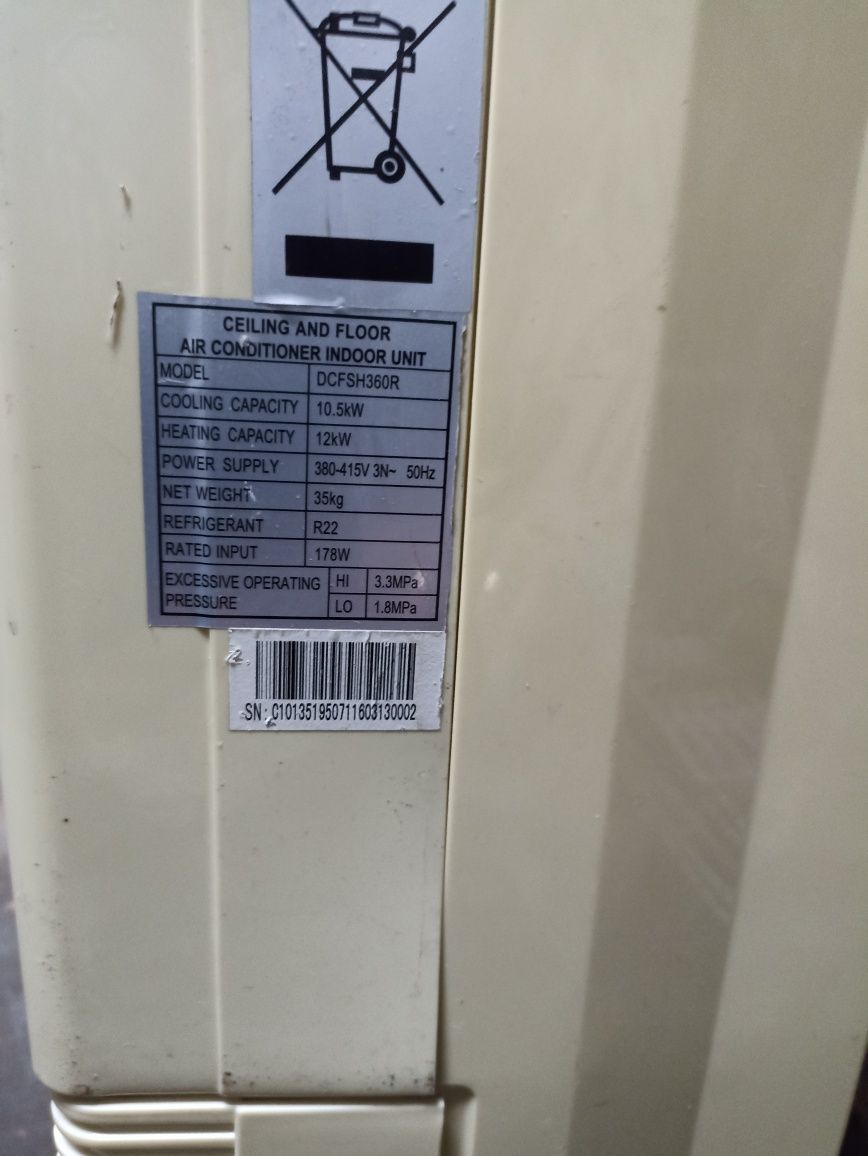 CEILING AND FLOOR
AIR CONDITIONER INDOOR UNIT
MODEL DCFSH360R
COOLING CAPACITY 10.5kW
HEATING CAPACITY 12kW
POWER SUPPLY 380-415V 3N~ 50Hz
NET WEIGHT 35kg
REFRIGERANT R22
RATED INPUT 178W
EXCESSIVE OPERATING PRESSURE HI 3.3MPa
LO 1.8MPa
SN: C101351950711603130002